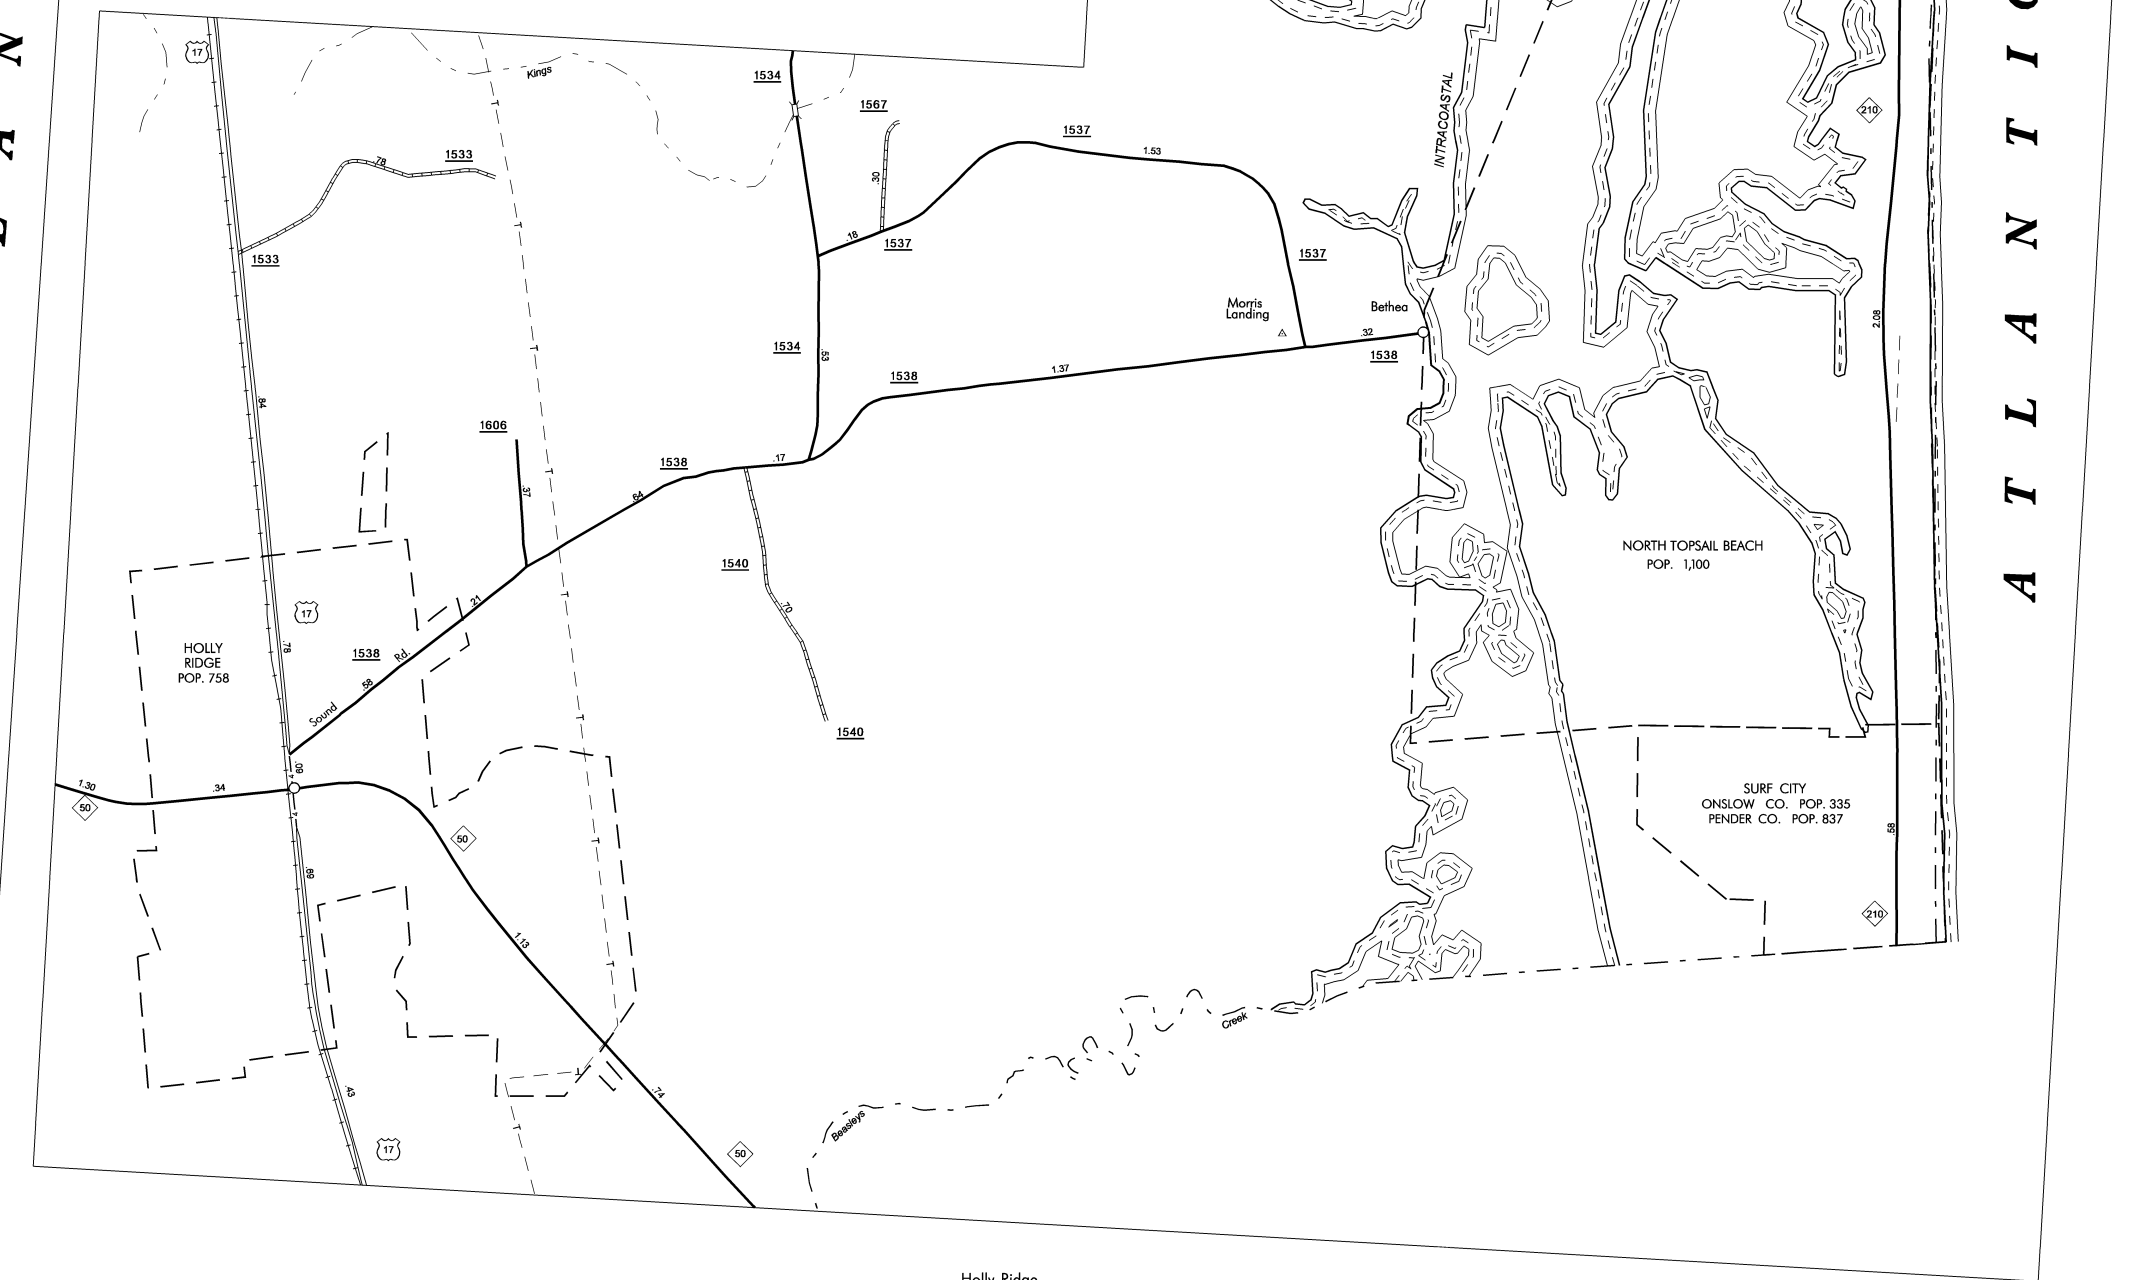 17
Kings
1534
1567
1537
1.53
INTRACOASTAL
210
1533
.78
.30
.18
1537
1533
1537
Morris
Landing
Bethea
.32
1538
2.08
1534
.53
1538
1.37
.84
1606
1538
.17
.37
.64
1540
.70
NORTH TOPSAIL BEACH
POP. 1,100
17
.21
HOLLY
RIDGE
POP. 758
.78
1538
Rd.
.58
Sound
1540
.09
1.30
.34
50
50
SURF CITY
ONSLOW CO. POP. 335
PENDER CO. POP. 837
.58
.69
210
1.13
Creek
.43
.74
Beasleys
17
50
ATLANTIC
EAN
Holly Ridge